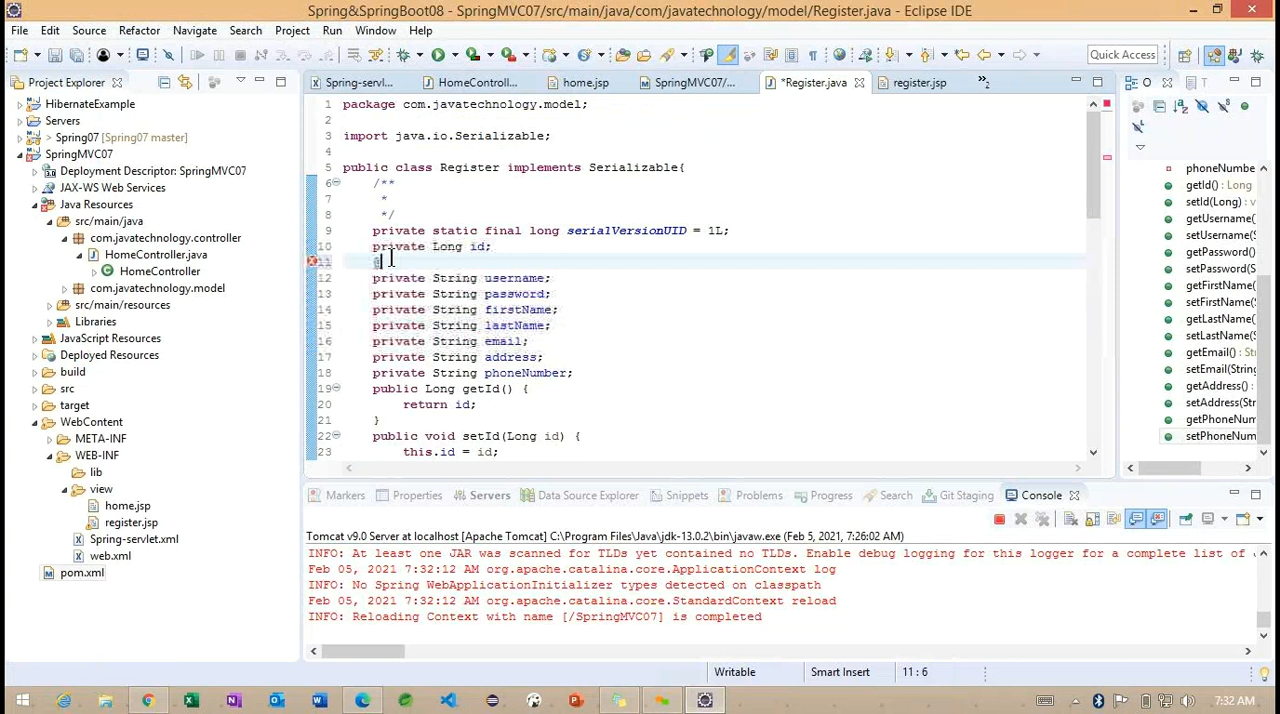 Spring&SpringBoot08 - SpringMVC07/src/main/java/com/javatechnology/model/Register.java - Eclipse IDE
File Edit Source Refactor Navigate Search Project Run Window Help
Quick Access
Project Explorer
HibernateExample
Servers
> Spring07 [Spring07 master]
SpringMVC07
Deployment Descriptor: SpringMVC07
JAX-WS Web Services
Java Resources
src/main/java
com.javatechnology.controller
HomeController.java
HomeController
com.javatechnology.model
src/main/resources
Libraries
JavaScript Resources
Deployed Resources
build
src
target
WebContent
META-INF
WEB-INF
lib
view
home.jsp
register.jsp
Spring-servlet.xml
web.xml
pom.xml
Spring-servl... HomeControll... home.jsp SpringMVC07/... *Register.java register.jsp »2
1 package com.javatechnology.model;
2
3 import java.io.Serializable;
4
5 public class Register implements Serializable{
6 /**
7 *
8 */
9 private static final long serialVersionUID = 1L;
10 private Long id;
11 @
12 private String username;
13 private String password;
14 private String firstName;
15 private String lastName;
16 private String email;
17 private String address;
18 private String phoneNumber;
19 public Long getId() {
20 return id;
21 }
22 public void setId(Long id) {
23 this.id = id;
O T
phoneNumbe
getId() : Long
setId(Long) : v
getUsername(
setUsername(
getPassword()
setPassword(S
getFirstName(
setFirstName(
getLastName(
setLastName(S
getEmail() : St
setEmail(String
getAddress() :
setAddress(Str
getPhoneNum
setPhoneNum
Markers Properties Servers Data Source Explorer Snippets Problems Progress Search Git Staging Console
Tomcat v9.0 Server at localhost [Apache Tomcat] C:\Program Files\Java\jdk-13.0.2\bin\javaw.exe (Feb 5, 2021 7:26:02 AM)
INFO: At least one JAR was scanned for TLDs yet contained no TLDs. Enable debug logging for this logger for a complete list of
Feb 05, 2021 7:32:12 AM org.apache.catalina.core.ApplicationContext log
INFO: No Spring WebApplicationInitializer types detected on classpath
Feb 05, 2021 7:32:12 AM org.apache.catalina.core.StandardContext reload
INFO: Reloading Context with name [/SpringMVC07] is completed
Writable Smart Insert 11 : 6
7:32 AM